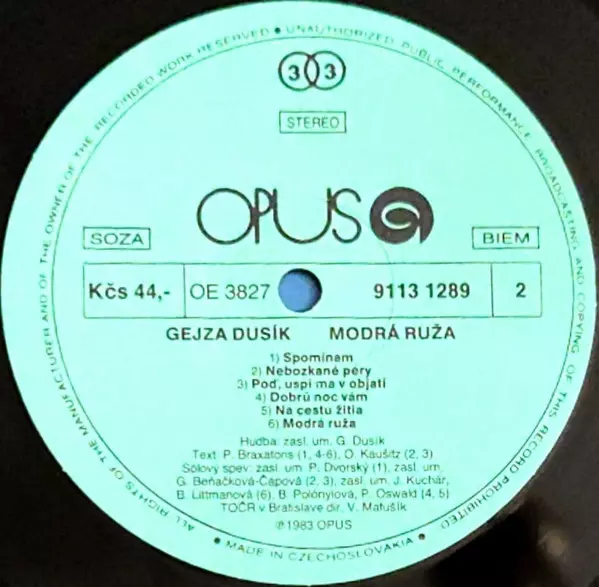 ALL RIGHTS OF THE MANUFACTURER AND OF THE OWNER OF THE RECORDED WORK RESERVED • UNAUTHORIZED PUBLIC PERFORMANCE BROADCASTING AND COPYING OF THIS RECORD PROHIBITED
33
STEREO
OPUS
SOZA
BIEM
Kčs 44,- OE 3827 9113 1289 2
GEJZA DUSÍK MODRÁ RUŽA
1) Spomínam
2) Nebozkané pery
3) Poď, uspi ma v objatí
4) Dobrú noc vám
5) Na cestu žitia
6) Modrá ruža
Hudba: zasl. um. G. Dusík
Text: P. Braxatoris (1, 4-6), O. Kaušitz (2, 3)
Sólový spev: zasl. um. P. Dvorský (1), zasl. um.
G. Beňačková-Čápová (2, 3), zasl. um. J. Kuchár,
B. Littmanová (6), B. Polónyiová, P. Oswald (4, 5)
TOČR v Bratislave dir. V. Matušík
℗ 1983 OPUS
• MADE IN CZECHOSLOVAKIA •